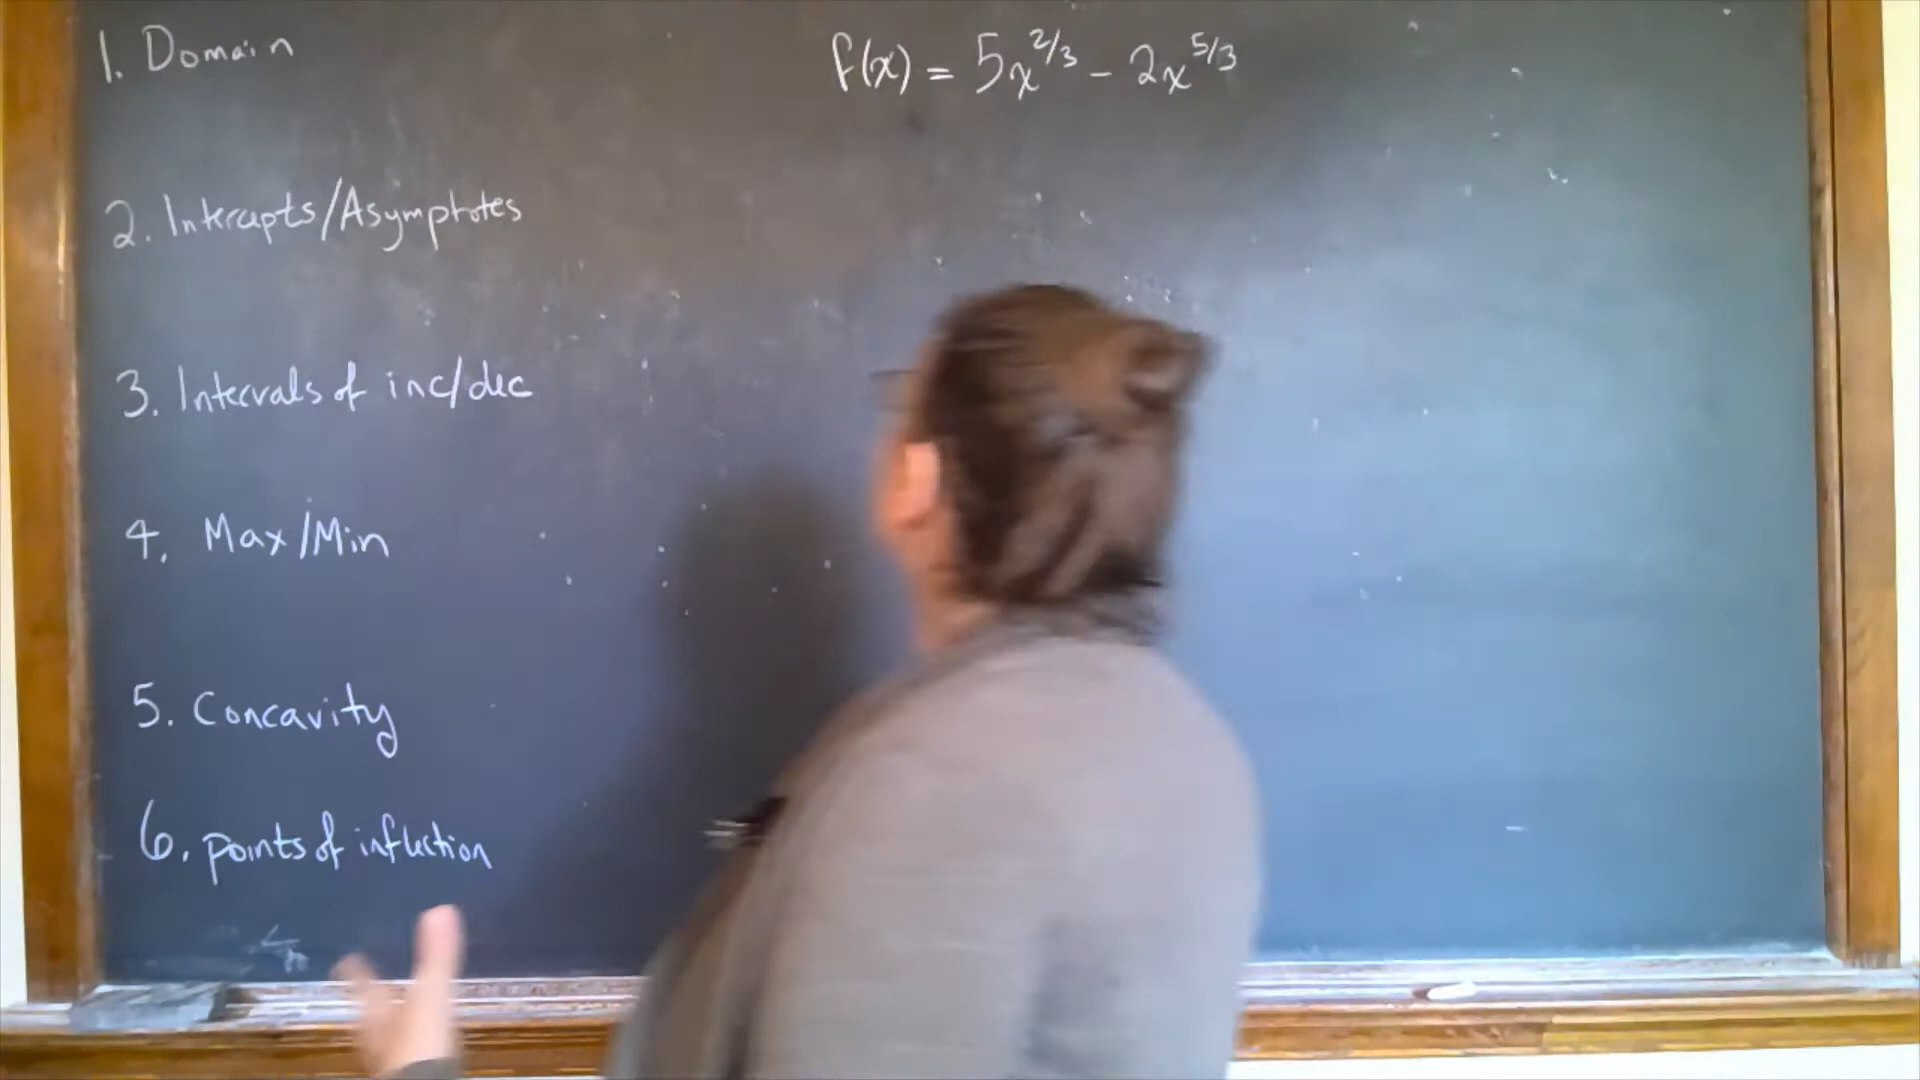 1. Domain
f(x) = 5x^{2/3} - 2x^{5/3}
2. Intercepts/Asymptotes
3. Intervals of inc/dec
4. Max/Min
5. Concavity
6. points of inflection